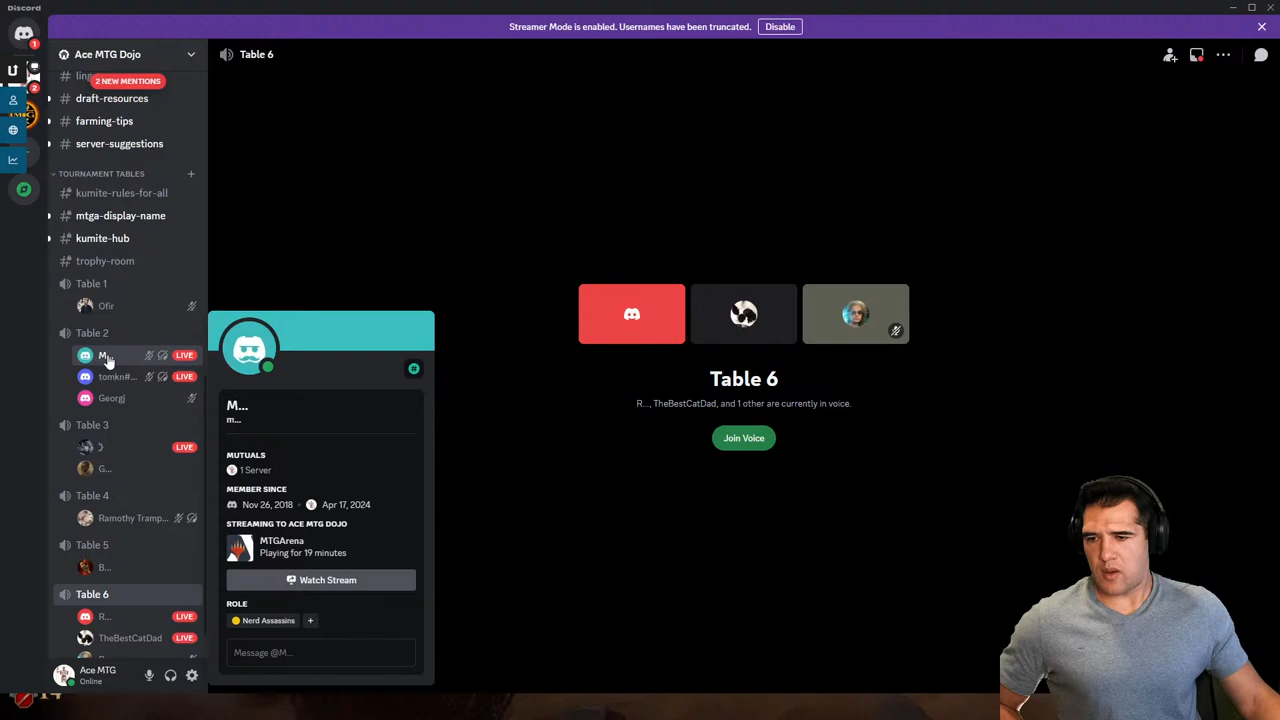 Discord
Streamer Mode is enabled. Usernames have been truncated.
Disable
1
Ace MTG Dojo
Table 6
ling
2 NEW MENTIONS
2
draft-resources
farming-tips
server-suggestions
TOURNAMENT TABLES
kumite-rules-for-all
mtga-display-name
kumite-hub
trophy-room
Table 1
Ofir
Table 2
M...
LIVE
tomkn#...
LIVE
Georgj
Table 3
LIVE
G...
Table 4
Ramothy Tramp...
Table 5
B...
Table 6
R...
LIVE
TheBestCatDad
LIVE
Ace MTG
Online
M...
m...
MUTUALS
1 Server
MEMBER SINCE
Nov 26, 2018 • Apr 17, 2024
STREAMING TO ACE MTG DOJO
MTGArena
Playing for 19 minutes
Watch Stream
ROLE
Nerd Assassins
+
Message @M...
Table 6
R..., TheBestCatDad, and 1 other are currently in voice.
Join Voice